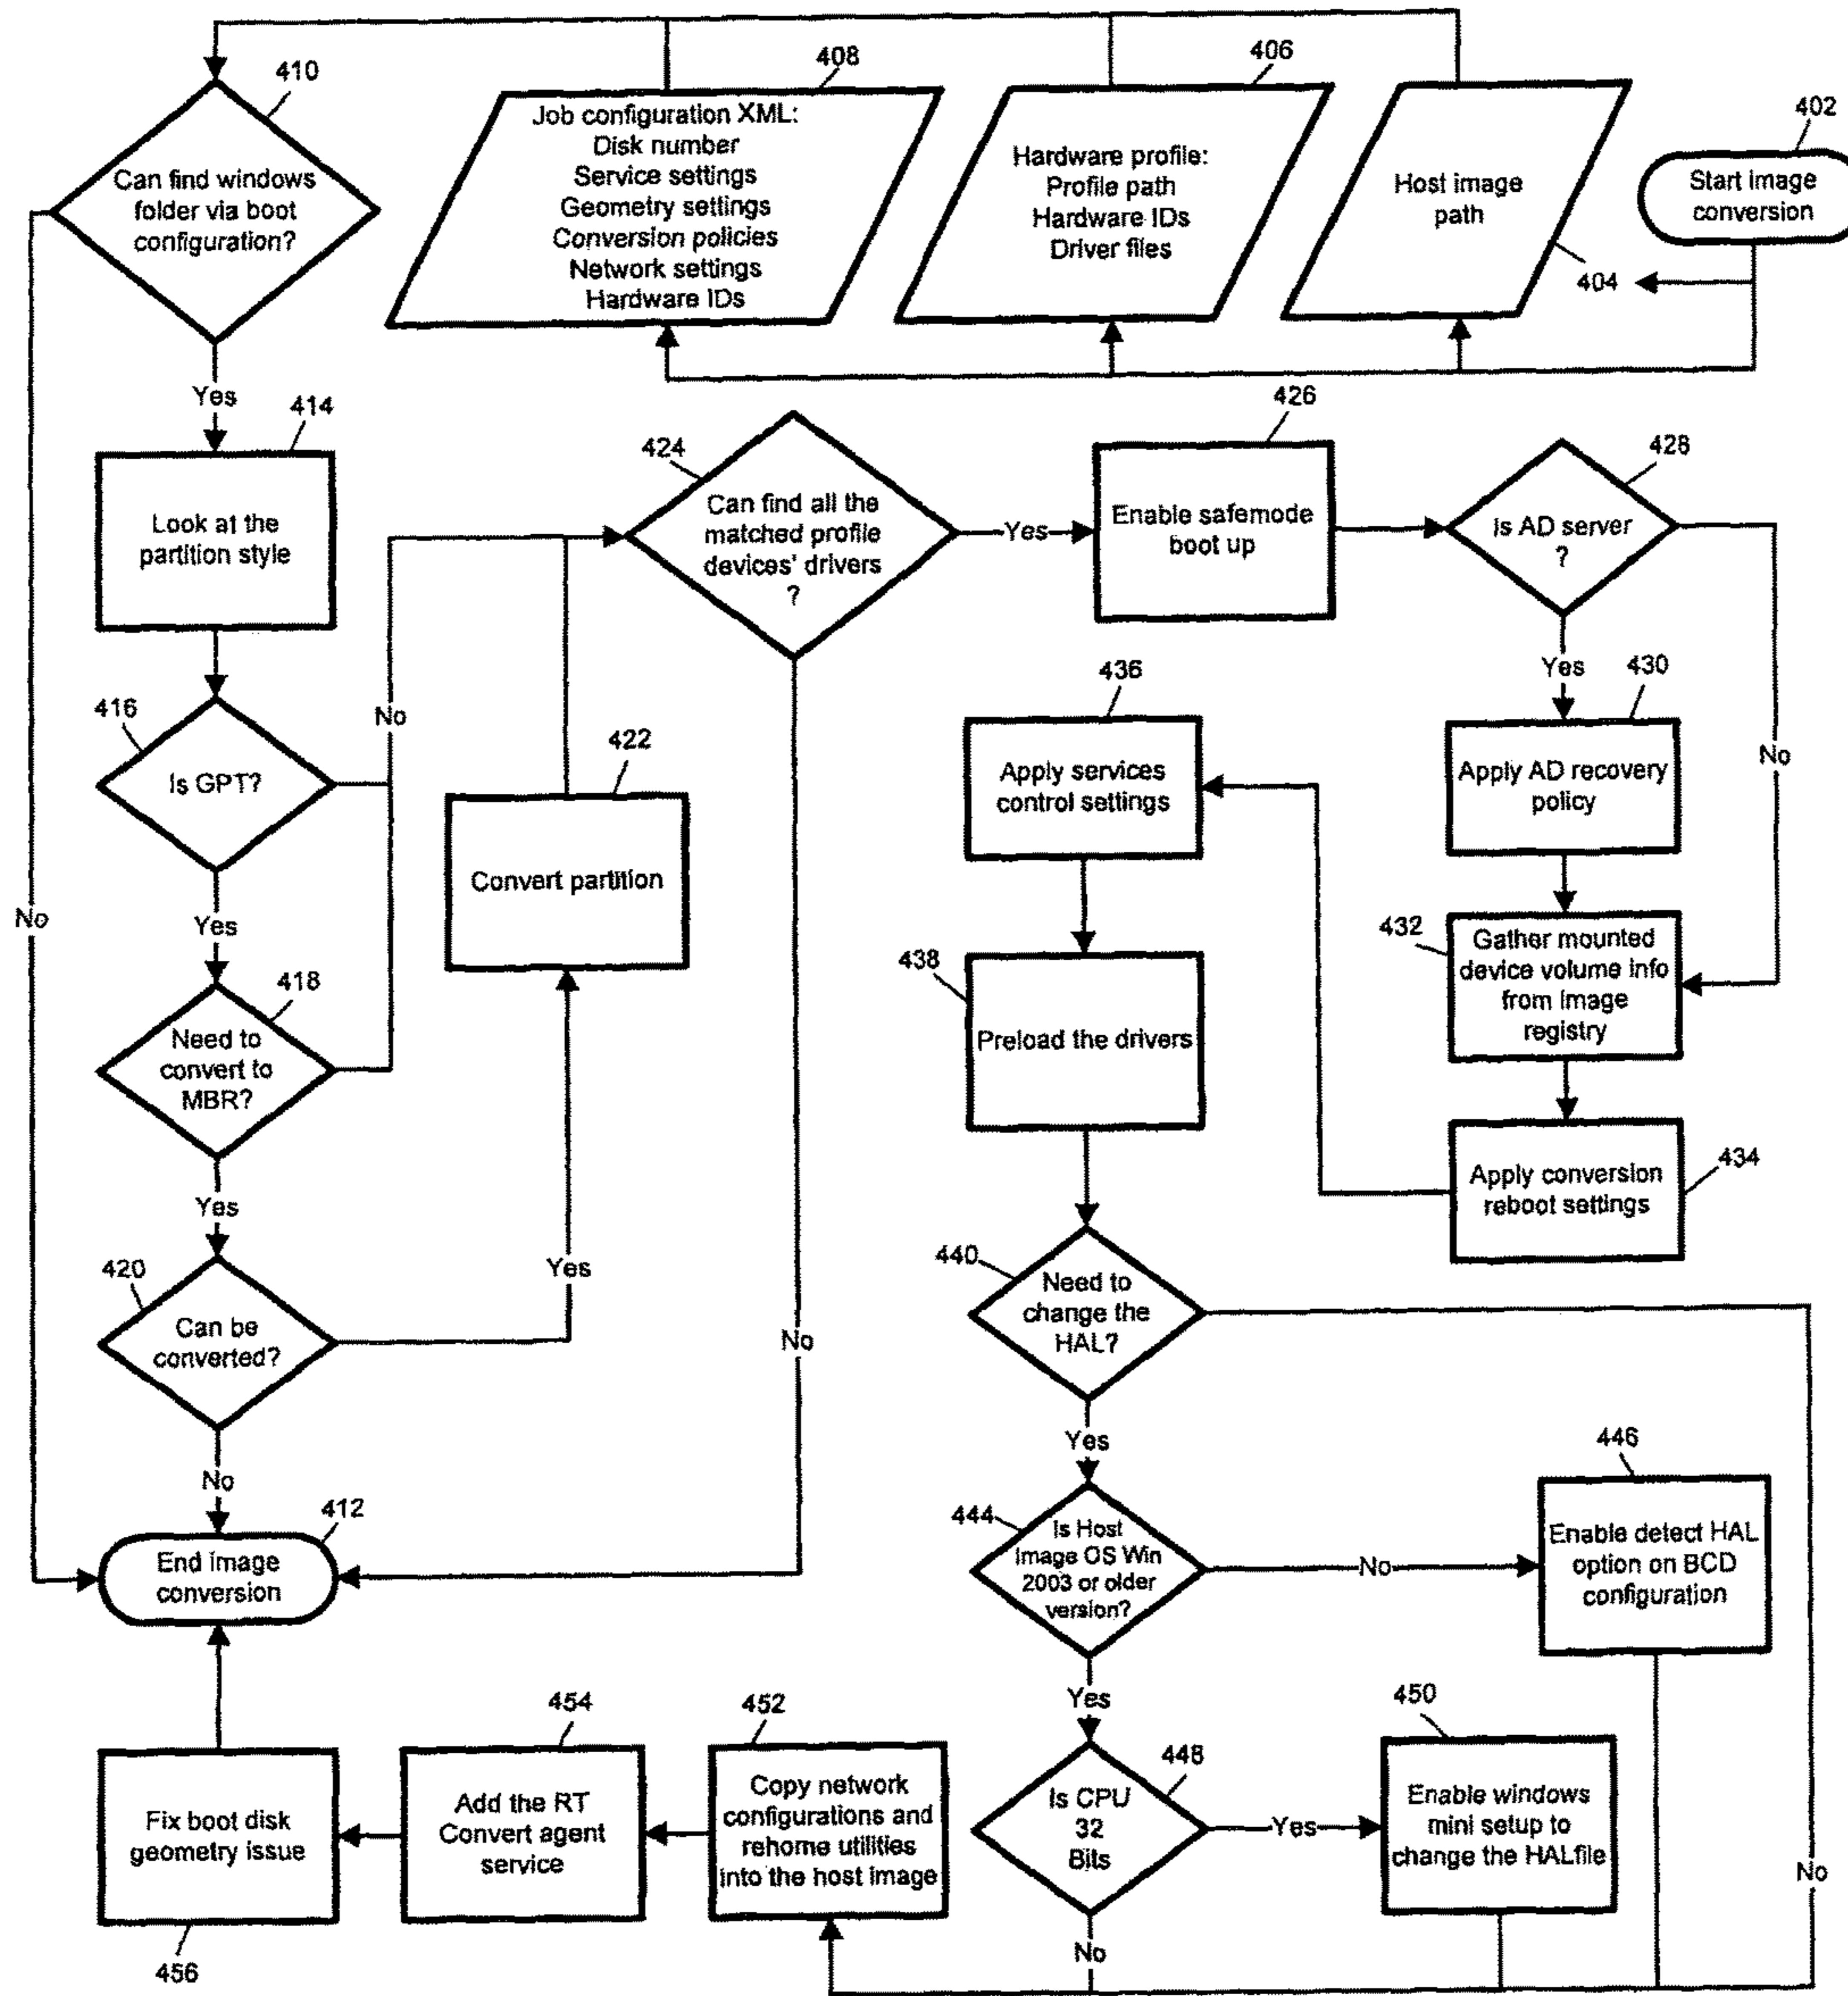 402
Start image
conversion
404
Host image
path
406
Hardware profile:
Profile path
Hardware IDs
Driver files
408
Job configuration XML:
Disk number
Service settings
Geometry settings
Conversion policies
Network settings
Hardware IDs
410
Can find windows
folder via boot
configuration?
No
Yes
414
Look at the
partition style
416
Is GPT?
No
Yes
418
Need to
convert to
MBR?
Yes
420
Can be
converted?
Yes
No
422
Convert partition
412
End image
conversion
424
Can find all the
matched profile
devices' drivers
?
Yes
No
426
Enable safemode
boot up
428
Is AD server
?
Yes
No
430
Apply AD recovery
policy
432
Gather mounted
device volume info
from image
registry
434
Apply conversion
reboot settings
436
Apply services
control settings
438
Preload the drivers
440
Need to
change the
HAL?
Yes
No
444
Is Host
Image OS Win
2003 or older
version?
No
Yes
446
Enable detect HAL
option on BCD
configuration
448
Is CPU
32
Bits
Yes
No
450
Enable windows
mini setup to
change the HALfile
452
Copy network
configurations and
rehome utilities
into the host image
454
Add the RT
Convert agent
service
456
Fix boot disk
geometry issue